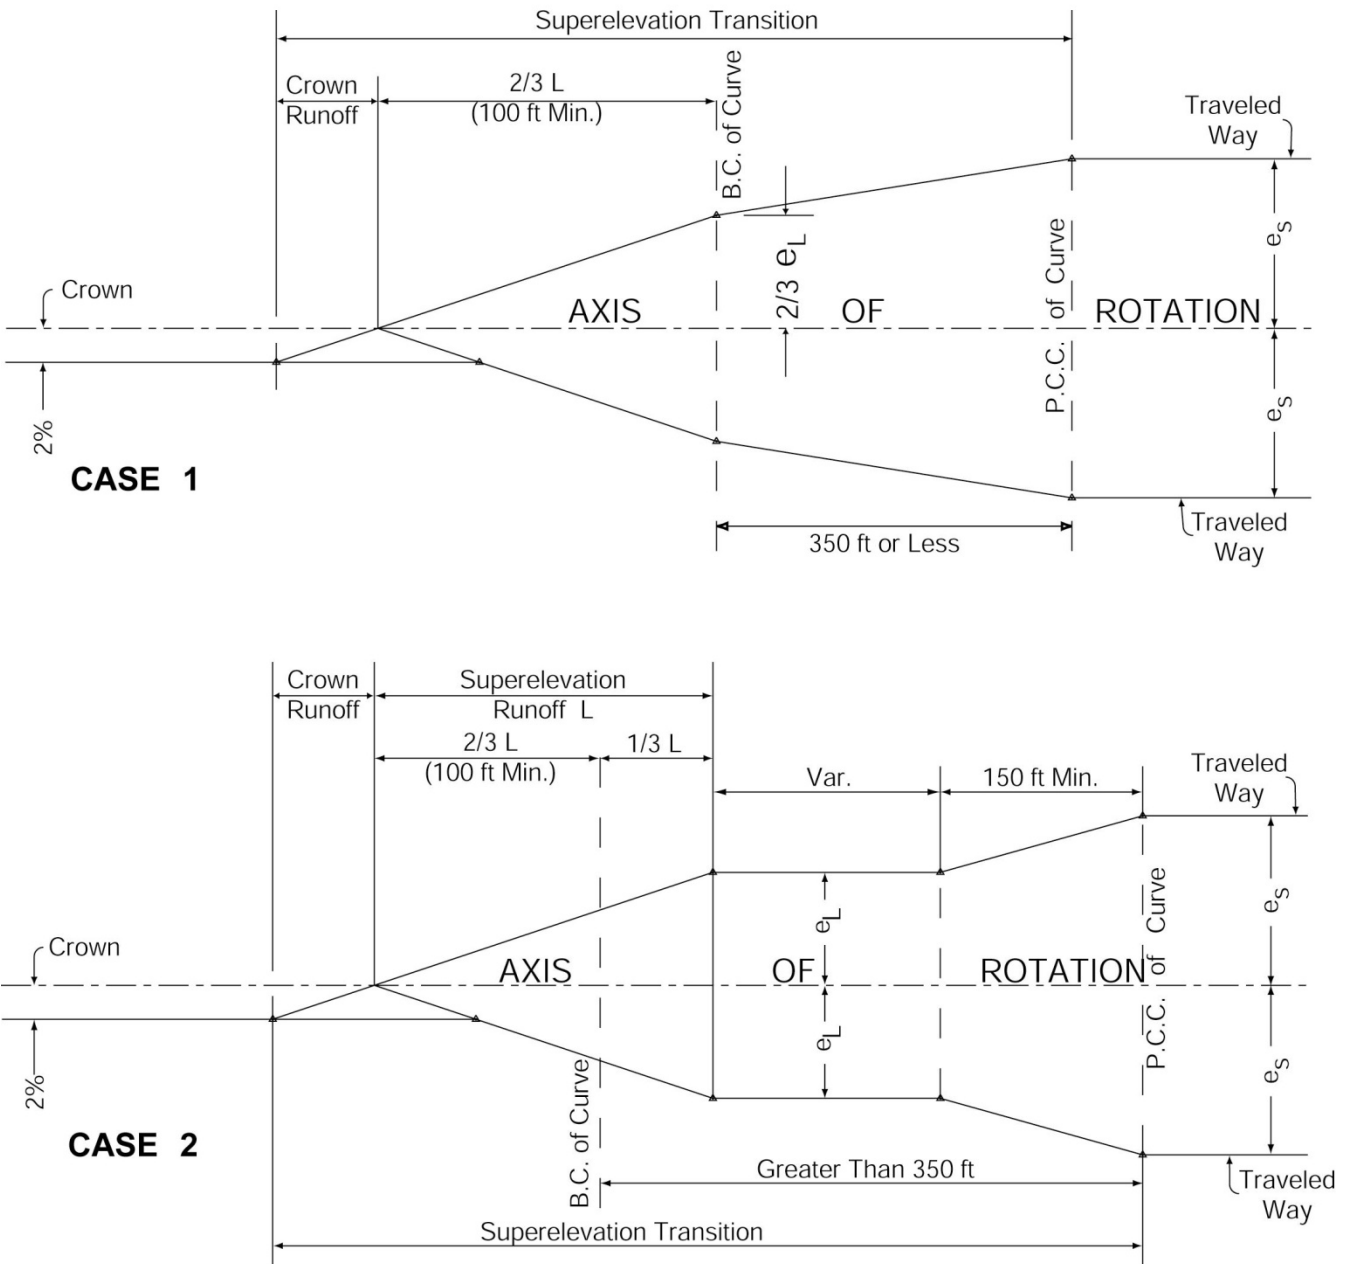 Superelevation Transition
Crown
Runoff
2/3 L
(100 ft Min.)
B.C. of Curve
Traveled
Way
Crown
2/3 eL
P.C.C. of Curve
eS
AXIS OF ROTATION
2%
eS
CASE 1
350 ft or Less
Traveled
Way
Crown
Runoff
Superelevation
Runoff L
2/3 L
(100 ft Min.)
1/3 L
Var.
150 ft Min.
Traveled
Way
Crown
eL
eS
P.C.C. of Curve
AXIS OF ROTATION
eL
eS
2%
B.C. of Curve
CASE 2
Greater Than 350 ft
Traveled
Way
Superelevation Transition